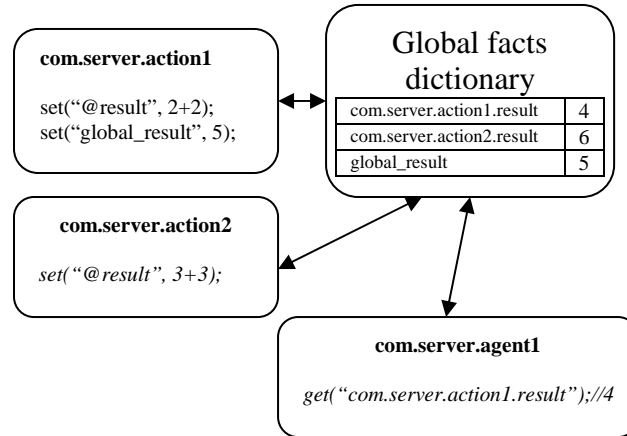 com.server.action1
set(“@result”, 2+2);
set(“global_result”, 5);
Global facts
dictionary
com.server.action1.result 4
com.server.action2.result 6
global_result 5
com.server.action2
set(“@result”, 3+3);
com.server.agent1
get(“com.server.action1.result”);//4